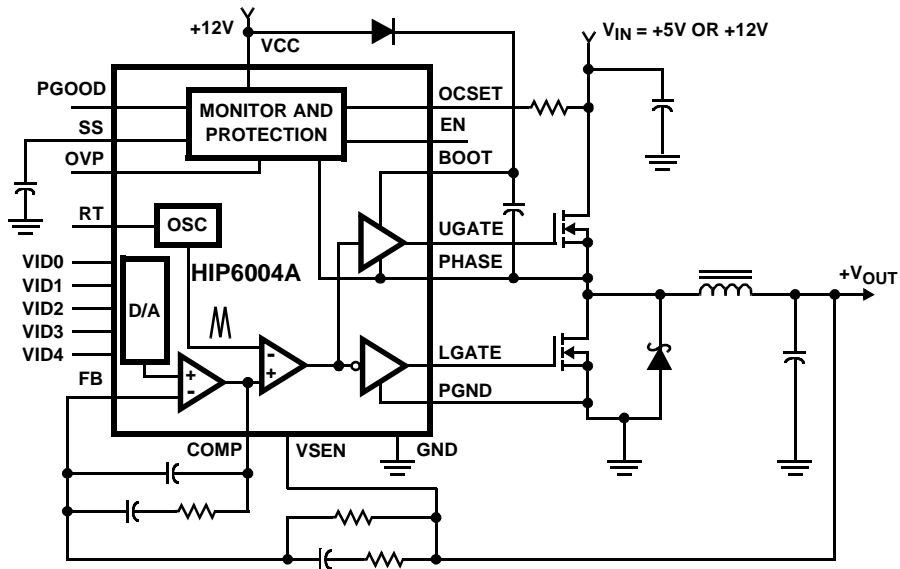 +12V
VCC
V_IN = +5V OR +12V
PGOOD
MONITOR AND
PROTECTION
OCSET
SS
EN
OVP
BOOT
RT
OSC
UGATE
VID0
HIP6004A
PHASE
VID1
+V_OUT
VID2
D/A
VID3
VID4
-
+
LGATE
FB
+
-
PGND
COMP
VSEN
GND